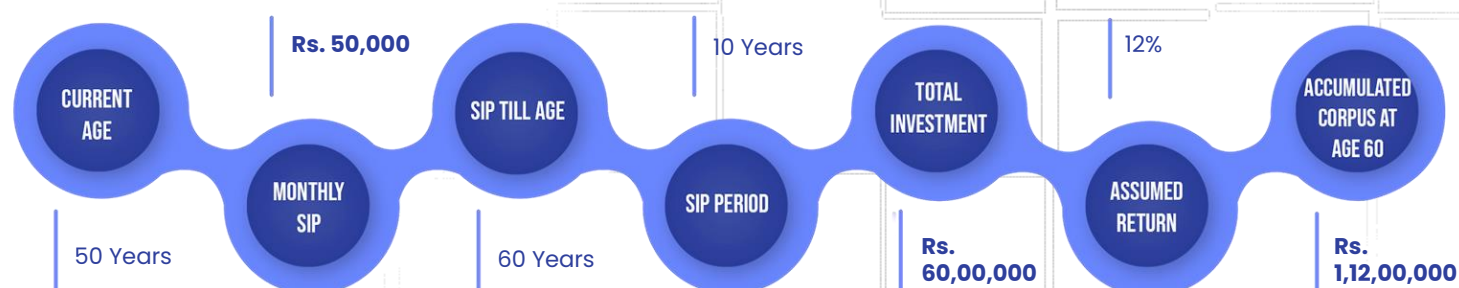 CURRENT
AGE
50 Years
Rs. 50,000
MONTHLY
SIP
SIP TILL AGE
60 Years
10 Years
SIP PERIOD
TOTAL
INVESTMENT
Rs.
60,00,000
12%
ASSUMED
RETURN
ACCUMULATED
CORPUS AT
AGE 60
Rs.
1,12,00,000